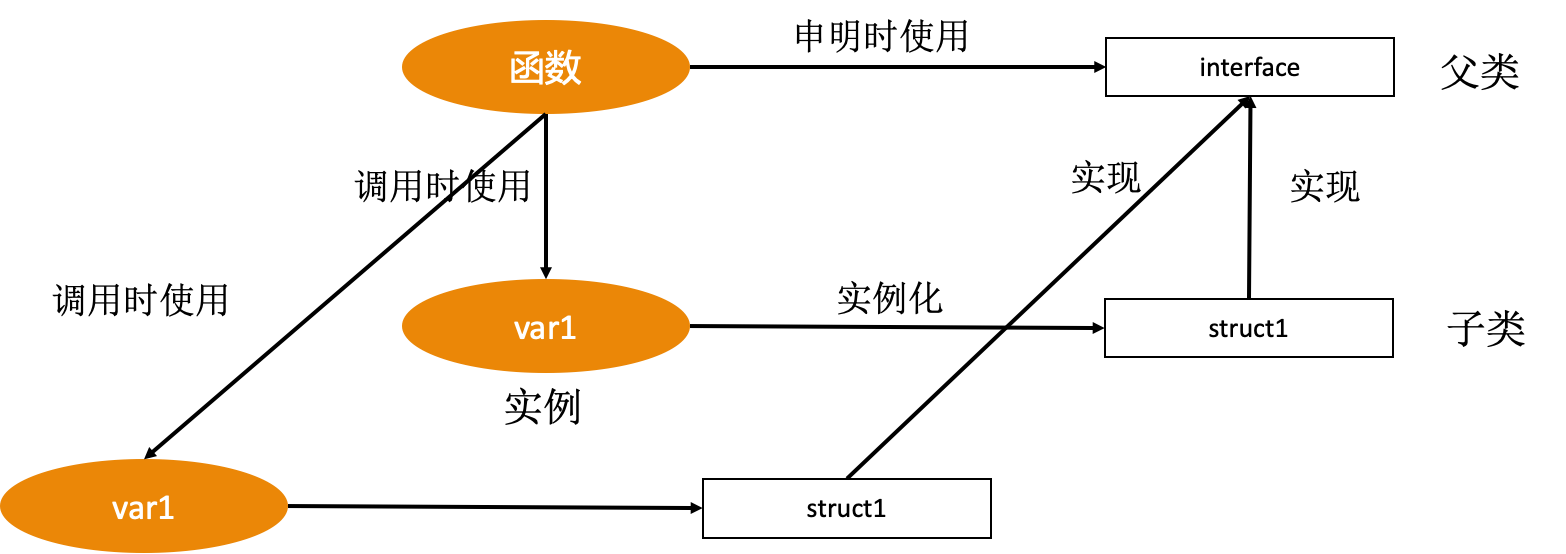 申明时使用
函数
interface
父类
调用时使用
实现
实现
调用时使用
实例化
var1
struct1
子类
实例
var1
struct1